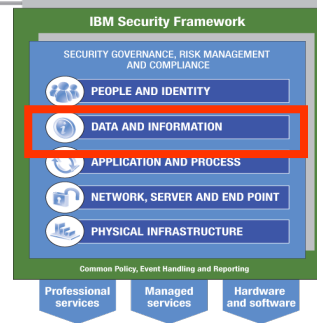 IBM Security Framework
SECURITY GOVERNANCE, RISK MANAGEMENT
AND COMPLIANCE
PEOPLE AND IDENTITY
DATA AND INFORMATION
APPLICATION AND PROCESS
NETWORK, SERVER AND END POINT
PHYSICAL INFRASTRUCTURE
Common Policy, Event Handling and Reporting
Professional
services
Managed
services
Hardware
and software